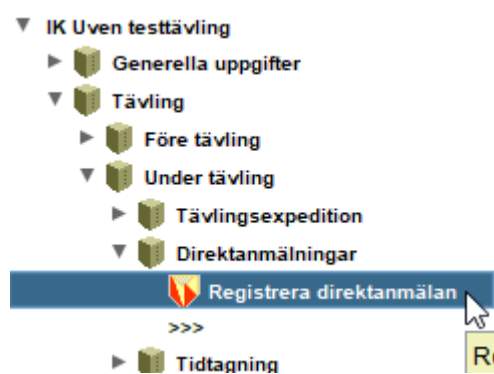 IK Uven testtävling
Generella uppgifter
Tävling
Före tävling
Under tävling
Tävlingsexpedition
Direktanmälningar
Registrera direktanmälan
>>>
Tidtagning